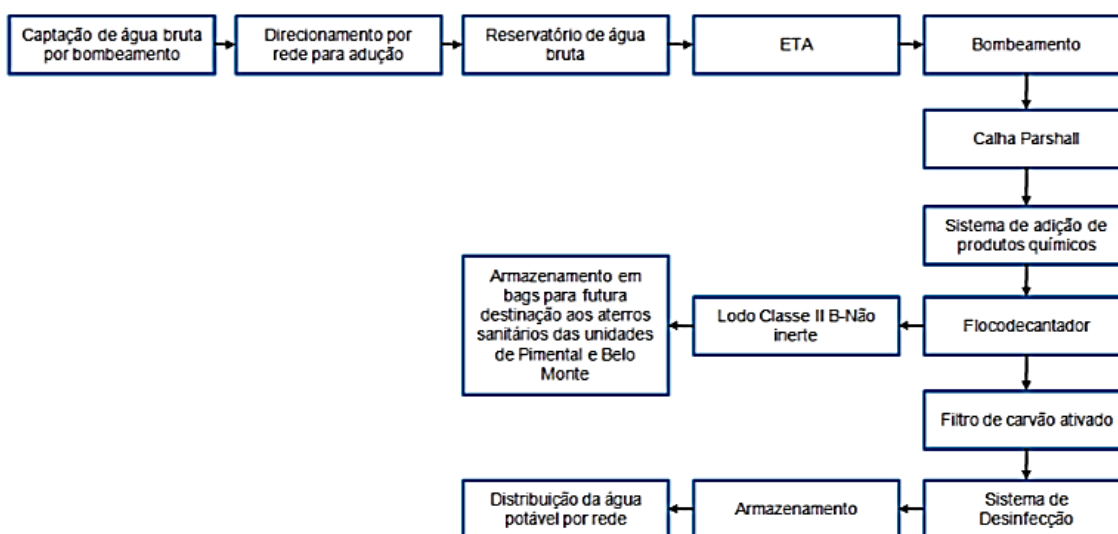 Captação de água bruta
por bombeamento
Direcionamento por
rede para adução
Reservatório de água
bruta
ETA
Bombeamento
Calha Parshall
Sistema de adição de
produtos químicos
Flocodecantador
Lodo Classe II B-Não
inerte
Armazenamento em
bags para futura
destinação aos aterros
sanitários das unidades
de Pimental e Belo
Monte
Filtro de carvão ativado
Sistema de
Desinfecção
Armazenamento
Distribuição da água
potável por rede